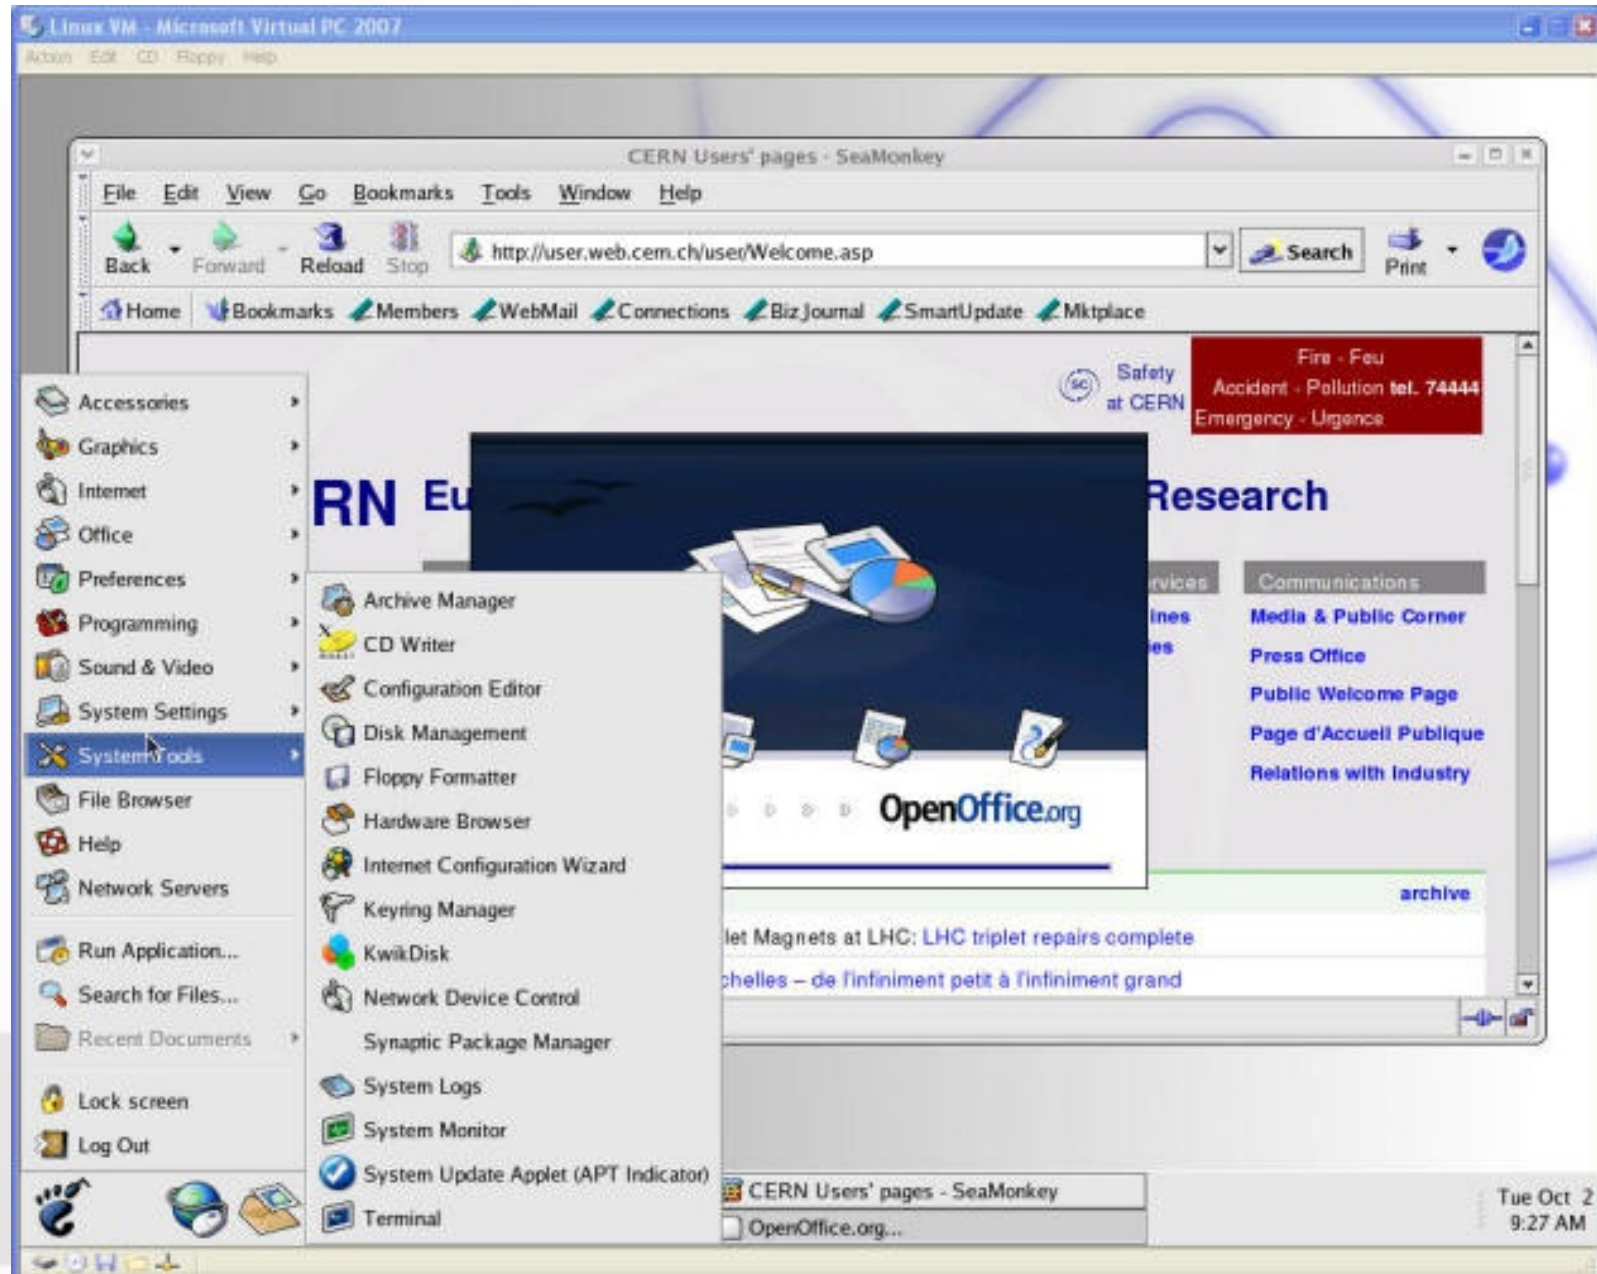 Linux VM - Microsoft Virtual PC 2007
Action Edit CD Floppy Help
CERN Users' pages - SeaMonkey
File Edit View Go Bookmarks Tools Window Help
Back Forward Reload Stop
http://user.web.cern.ch/user/Welcome.asp
Search
Print
Home Bookmarks Members WebMail Connections BizJournal SmartUpdate Mktplace
Safety
at CERN
Fire - Feu
Accident - Pollution tel. 74444
Emergency - Urgence
RN Eu
Research
rvices
ines
ies
Communications
Media & Public Corner
Press Office
Public Welcome Page
Page d'Accueil Publique
Relations with Industry
OpenOffice.org
archive
let Magnets at LHC: LHC triplet repairs complete
chelles – de l'infiniment petit à l'infiniment grand
Accessories
Graphics
Internet
Office
Preferences
Programming
Sound & Video
System Settings
System Tools
File Browser
Help
Network Servers
Run Application...
Search for Files...
Recent Documents
Lock screen
Log Out
Archive Manager
CD Writer
Configuration Editor
Disk Management
Floppy Formatter
Hardware Browser
Internet Configuration Wizard
Keyring Manager
KwikDisk
Network Device Control
Synaptic Package Manager
System Logs
System Monitor
System Update Applet (APT Indicator)
Terminal
CERN Users' pages - SeaMonkey
OpenOffice.org...
Tue Oct 2
9:27 AM